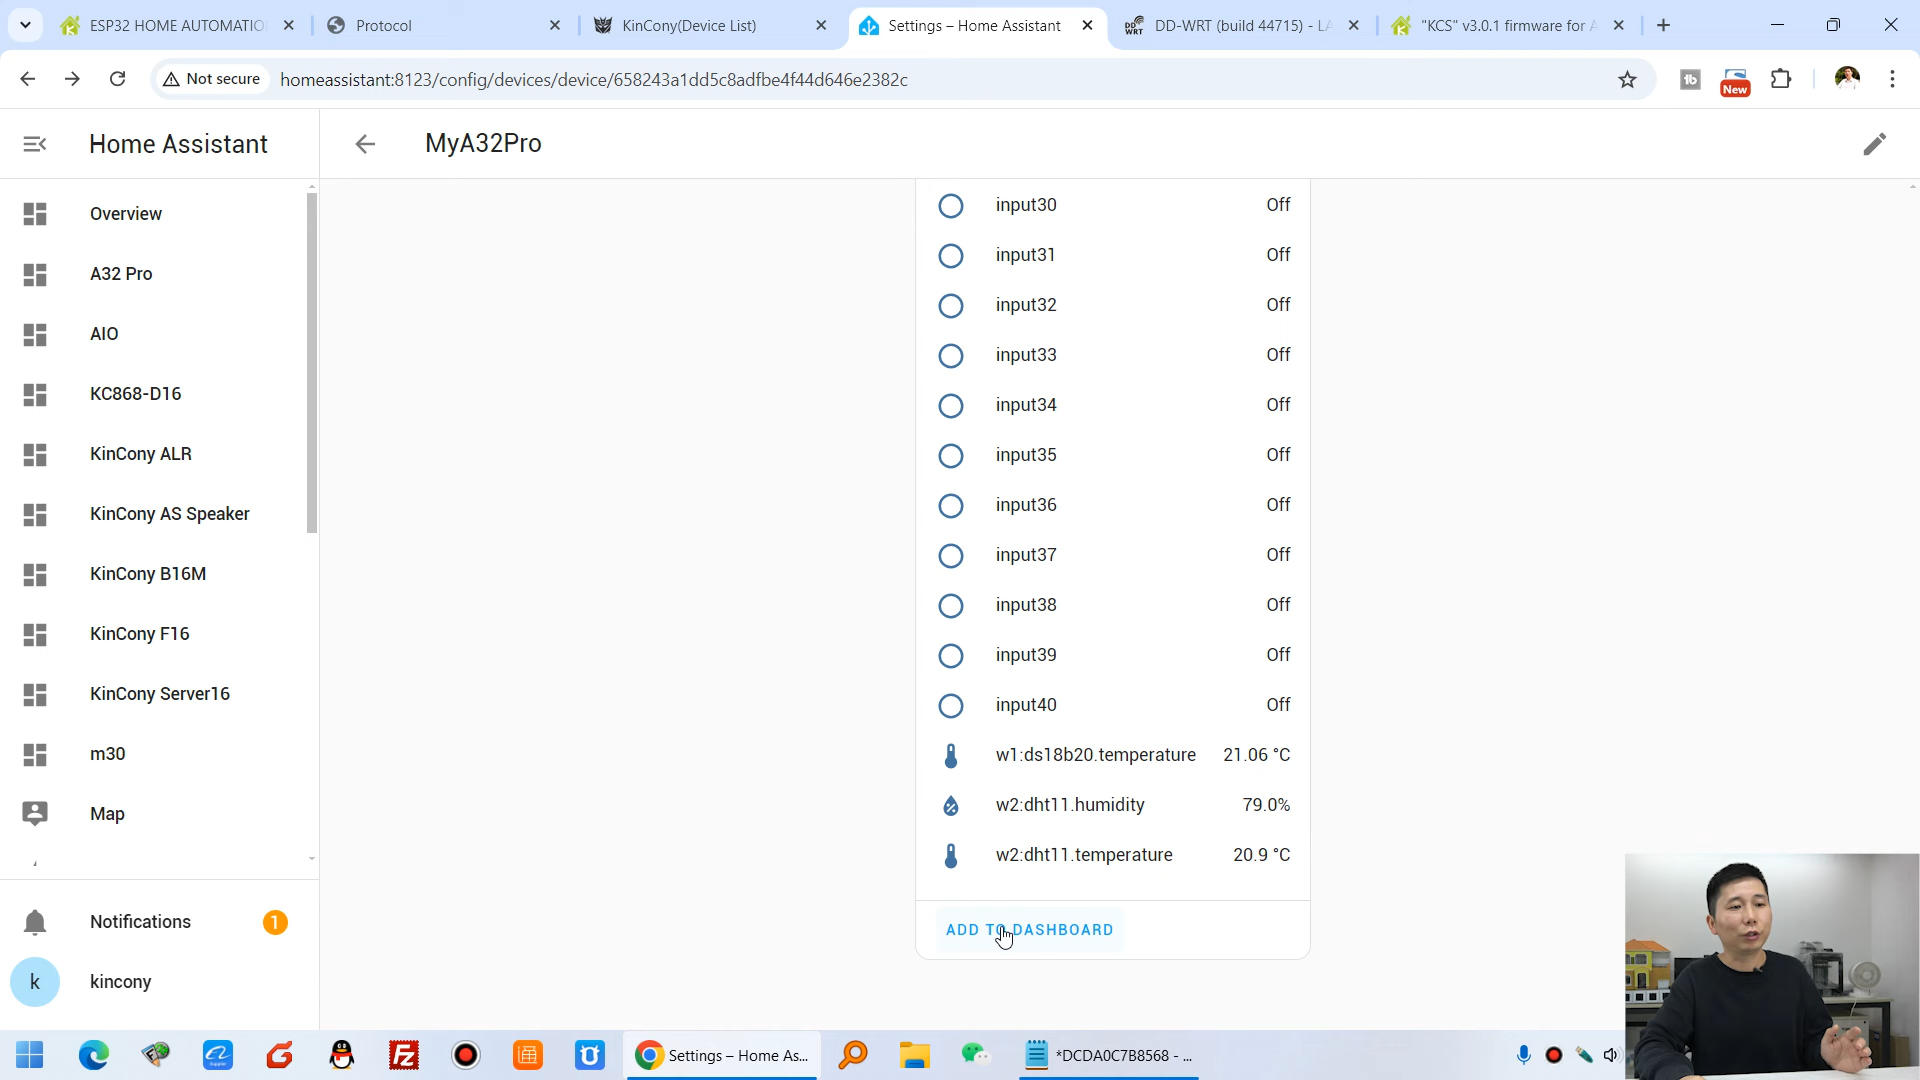 ESP32 HOME AUTOMATIO
Protocol
KinCony(Device List)
Settings – Home Assistant
DD-WRT (build 44715) - LA
"KCS" v3.0.1 firmware for A
Not secure
homeassistant:8123/config/devices/device/658243a1dd5c8adfbe4f44d646e2382c
New
Home Assistant
MyA32Pro
Overview
A32 Pro
AIO
KC868-D16
KinCony ALR
KinCony AS Speaker
KinCony B16M
KinCony F16
KinCony Server16
m30
Map
Notifications
1
k
kincony
input30 Off
input31 Off
input32 Off
input33 Off
input34 Off
input35 Off
input36 Off
input37 Off
input38 Off
input39 Off
input40 Off
w1:ds18b20.temperature 21.06 °C
w2:dht11.humidity 79.0%
w2:dht11.temperature 20.9 °C
ADD TO DASHBOARD
Settings – Home As...
*DCDA0C7B8568 - ...